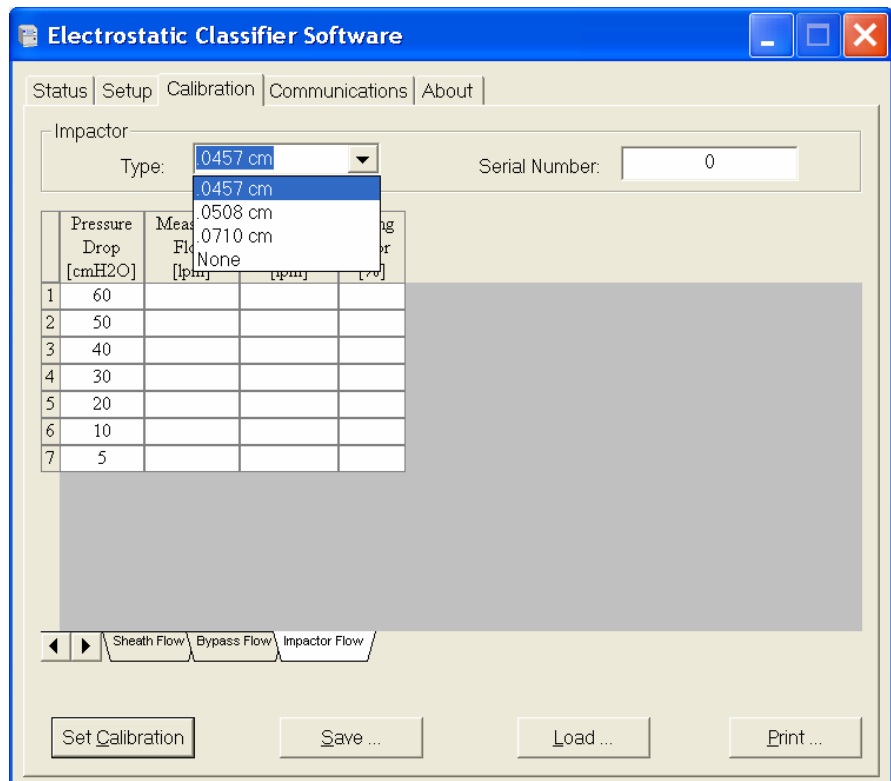 Electrostatic Classifier Software
Status Setup Calibration Communications About
Impactor
Type: .0457 cm Serial Number: 0
.0457 cm
.0508 cm
.0710 cm
None
Pressure
Drop
[cmH2O] [lpm] [lpm] [%]
1 60
2 50
3 40
4 30
5 20
6 10
7 5
Sheath Flow Bypass Flow Impactor Flow
Set Calibration Save ... Load ... Print ...